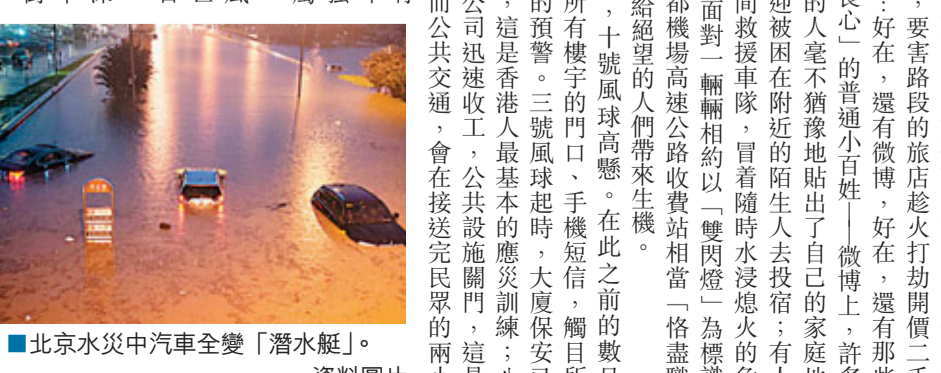 ，要害路段的旅店趁火打劫開價二千
：好在，還有微博，好在，還有那些
良心」的普通小百姓——微博上，許多
的人毫不猶豫地貼出了自己的家庭地
迎被困在附近的陌生人去投宿；有人
間救援車隊，冒着隨時水浸熄火的危
面對一輛輛相約以「雙閃燈」為標識
都機場高速公路收費站相當「恪盡職
給絕望的人們帶來生機。
，十號風球高懸。在此之前的數日
所有樓宇的門口、手機短信，觸目所
的預警。三號風球起時，大廈保安已
，這是香港人最基本的應災訓練；八
公司迅速收工，公共設施關門，這是
而公共交通，會在接送完民眾的兩小
■北京水災中汽車全變「潛水艇」。
資料圖片